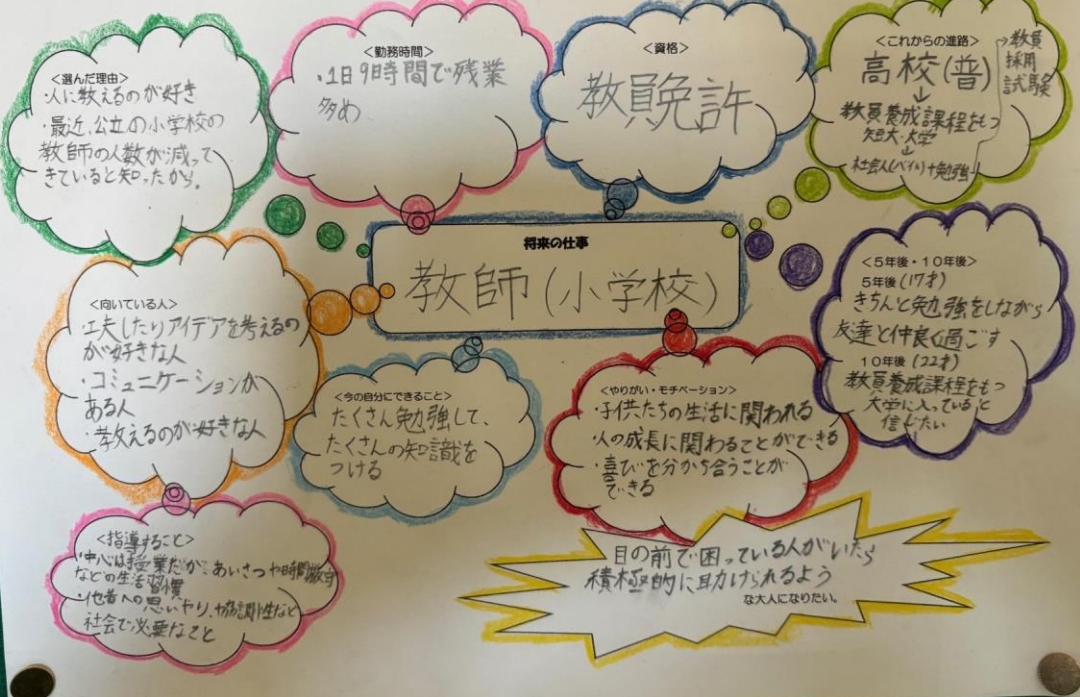 <選んだ理由>
・人に教えるのが好き
・最近、公立の小学校の
教師の人数が減って
きていると知ったから。
<勤務時間>
・1日9時間で残業
多め
<資格>
教員免許
<これからの進路>
高校(普)
↓
教員養成課程をもつ
短大・大学
↓
社会人(バイト)+勉強
→教員
採用
試験
将来の仕事
教師(小学校)
<向いている人>
・工夫したりアイデアを考えるの
が好きな人
・コミュニケーションが
ある人
・教えるのが好きな人
<今の自分にできること>
たくさん勉強して、
たくさんの知識を
つける
<やりがい・モチベーション>
・子供たちの生活に関われる
・人の成長に関わることができる
・喜びを分かち合うことが
できる
<5年後・10年後>
5年後(17才)
きちんと勉強をしながら
友達と仲良く過ごす
10年後(22才)
教員養成課程をもつ
大学に入っていると
信じたい
<指導すること>
・中心は授業だが、あいさつや時間厳守
などの生活習慣
・他者への思いやり、協調性など
社会で必要なこと
目の前で困っている人がいたら
積極的に助けられるよう
な大人になりたい。